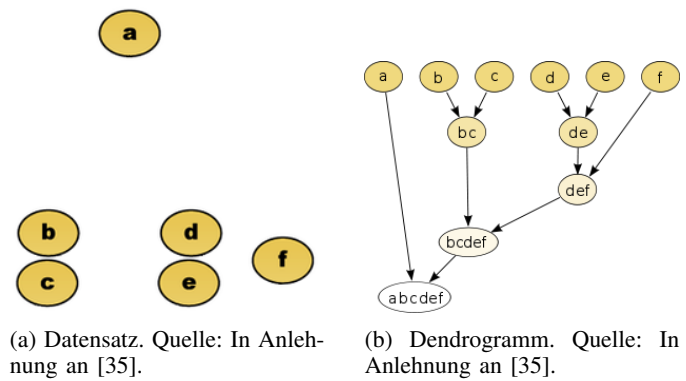 a
b
d
c
e
f
(a) Datensatz. Quelle: In Anleh-
nung an [35].
a b c d e f
bc de
def
bcdef
abcdef
(b) Dendrogramm. Quelle: In
Anlehnung an [35].